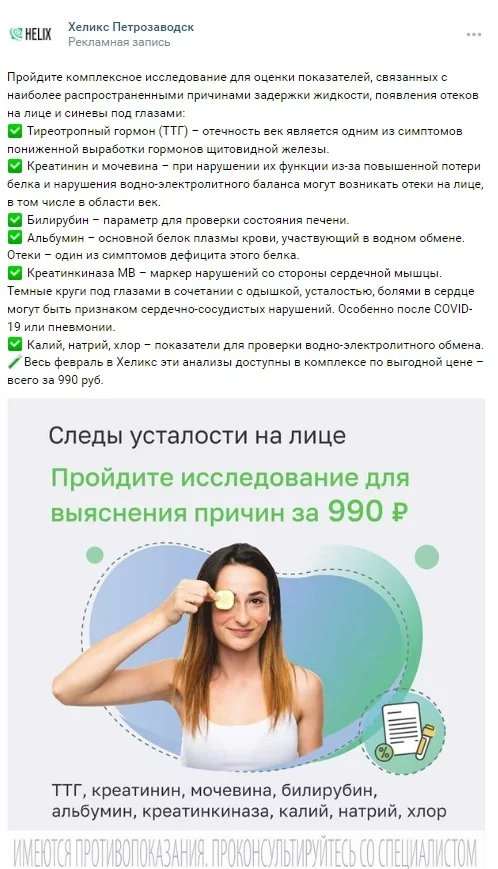 HELIX
Хеликс Петрозаводск
Рекламная запись
Пройдите комплексное исследование для оценки показателей, связанных с
наиболее распространенными причинами задержки жидкости, появления отеков
на лице и синевы под глазами:
✅ Тиреотропный гормон (ТТГ) – отечность век является одним из симптомов
пониженной выработки гормонов щитовидной железы.
✅ Креатинин и мочевина – при нарушении их функции из-за повышенной потери
белка и нарушения водно-электролитного баланса могут возникать отеки на лице,
в том числе в области век.
✅ Билирубин – параметр для проверки состояния печени.
✅ Альбумин – основной белок плазмы крови, участвующий в водном обмене.
Отеки – один из симптомов дефицита этого белка.
✅ Креатинкиназа МВ – маркер нарушений со стороны сердечной мышцы.
Темные круги под глазами в сочетании с одышкой, усталостью, болями в сердце
могут быть признаком сердечно-сосудистых нарушений. Особенно после COVID-
19 или пневмонии.
✅ Калий, натрий, хлор – показатели для проверки водно-электролитного обмена.
Весь февраль в Хеликс эти анализы доступны в комплексе по выгодной цене –
всего за 990 руб.
Следы усталости на лице
Пройдите исследование для
выяснения причин за 990 ₽
%
ТТГ, креатинин, мочевина, билирубин,
альбумин, креатинкиназа, калий, натрий, хлор
ИМЕЮТСЯ ПРОТИВОПОКАЗАНИЯ. ПРОКОНСУЛЬТИРУЙТЕСЬ СО СПЕЦИАЛИСТОМ